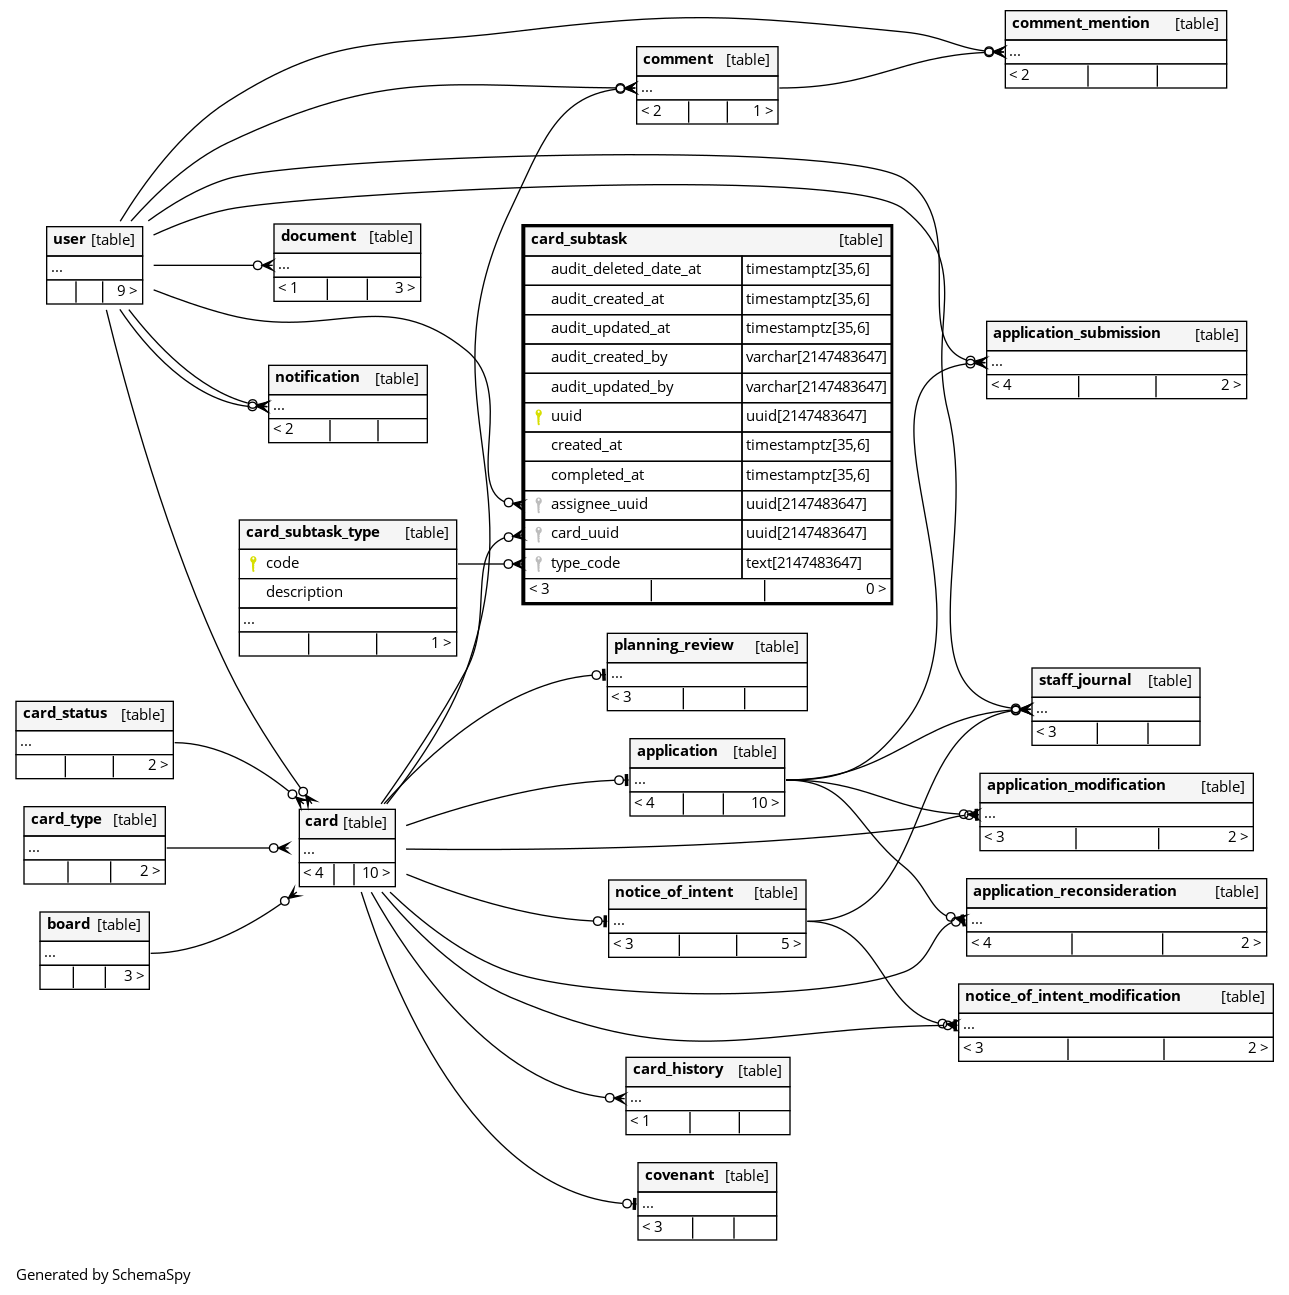 comment_mention [table]
...
< 2
comment [table]
...
< 2 1 >
user [table]
...
9 >
document [table]
...
< 1 3 >
notification [table]
...
< 2
card_subtask [table]
audit_deleted_date_at timestamptz[35,6]
audit_created_at timestamptz[35,6]
audit_updated_at timestamptz[35,6]
audit_created_by varchar[2147483647]
audit_updated_by varchar[2147483647]
uuid uuid[2147483647]
created_at timestamptz[35,6]
completed_at timestamptz[35,6]
assignee_uuid uuid[2147483647]
card_uuid uuid[2147483647]
type_code text[2147483647]
< 3 0 >
application_submission [table]
...
< 4 2 >
card_subtask_type [table]
code
description
...
1 >
planning_review [table]
...
< 3
staff_journal [table]
...
< 3
card_status [table]
...
2 >
application [table]
...
< 4 10 >
application_modification [table]
...
< 3 2 >
card_type [table]
...
2 >
card [table]
...
< 4 10 >
notice_of_intent [table]
...
< 3 5 >
application_reconsideration [table]
...
< 4 2 >
board [table]
...
3 >
notice_of_intent_modification [table]
...
< 3 2 >
card_history [table]
...
< 1
covenant [table]
...
< 3
Generated by SchemaSpy